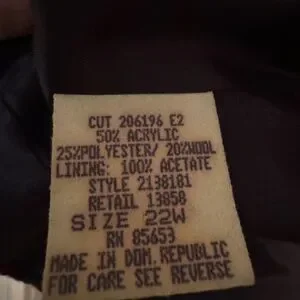 CUT 206196 E2
50% ACRYLIC
25%POLYESTER/ 20%WOOL
LINING: 100% ACETATE
STYLE 2138181
RETAIL 13858
SIZE 22W
RN 85653
MADE IN DOM.REPUBLIC
FOR CARE SEE REVERSE